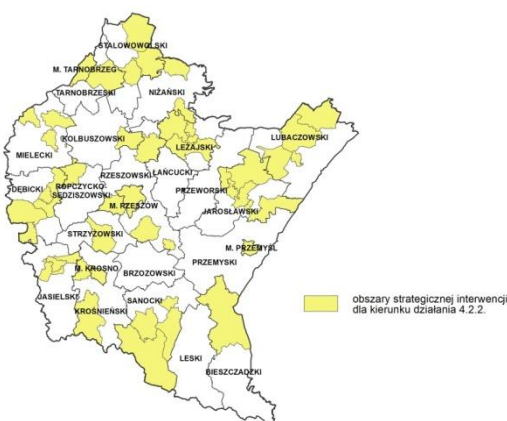 STALOWOWOLSKI
M. TARNOBRZEG
TARNOBRZESKI
NIŻAŃSKI
LUBACZOWSKI
KOLBUSZOWSKI
MIELECKI
LEŻAJSKI
RZESZOWSKI
ŁAŃCUCKI
DĘBICKI
ROPCZYCKO
SĘDZISZOWSKI
PRZEWORSKI
M. RZESZÓW
JAROSŁAWSKI
STRZYŻOWSKI
M. PRZEMYŚL
PRZEMYSKI
M. KROSNO
BRZOZOWSKI
JASIELSKI
SANOCKI
KROŚNIEŃSKI
obszary strategicznej interwencji
dla kierunku działania 4.2.2.
LESKI
BIESZCZADZKI